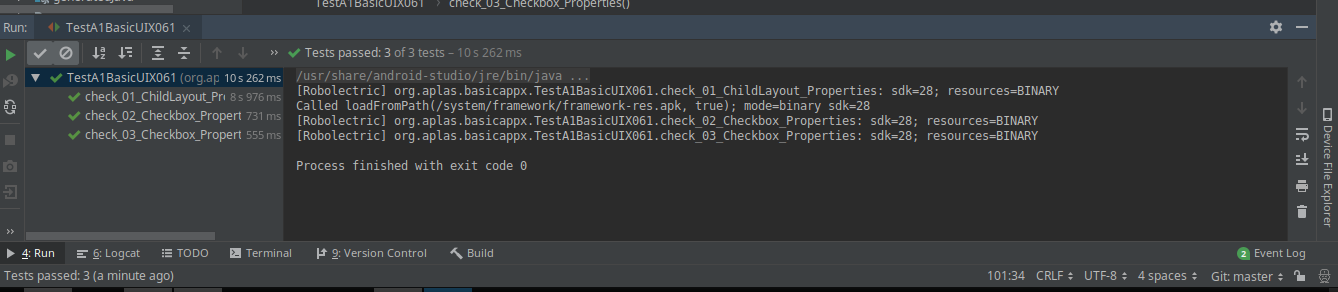 TestA1BasicUIX061 › check_03_Checkbox_Properties()
Run: TestA1BasicUIX061 ×
» Tests passed: 3 of 3 tests – 10 s 262 ms
TestA1BasicUIX061 (org.ap 10 s 262 ms
check_01_ChildLayout_Pr 8 s 976 ms
check_02_Checkbox_Propert 731 ms
check_03_Checkbox_Propert 555 ms
/usr/share/android-studio/jre/bin/java ...
[Robolectric] org.aplas.basicappx.TestA1BasicUIX061.check_01_ChildLayout_Properties: sdk=28; resources=BINARY
Called loadFromPath(/system/framework/framework-res.apk, true); mode=binary sdk=28
[Robolectric] org.aplas.basicappx.TestA1BasicUIX061.check_02_Checkbox_Properties: sdk=28; resources=BINARY
[Robolectric] org.aplas.basicappx.TestA1BasicUIX061.check_03_Checkbox_Properties: sdk=28; resources=BINARY
Process finished with exit code 0
Device File Explorer
»
4: Run 6: Logcat TODO Terminal 9: Version Control Build 2 Event Log
Tests passed: 3 (a minute ago) 101:34 CRLF UTF-8 4 spaces Git: master